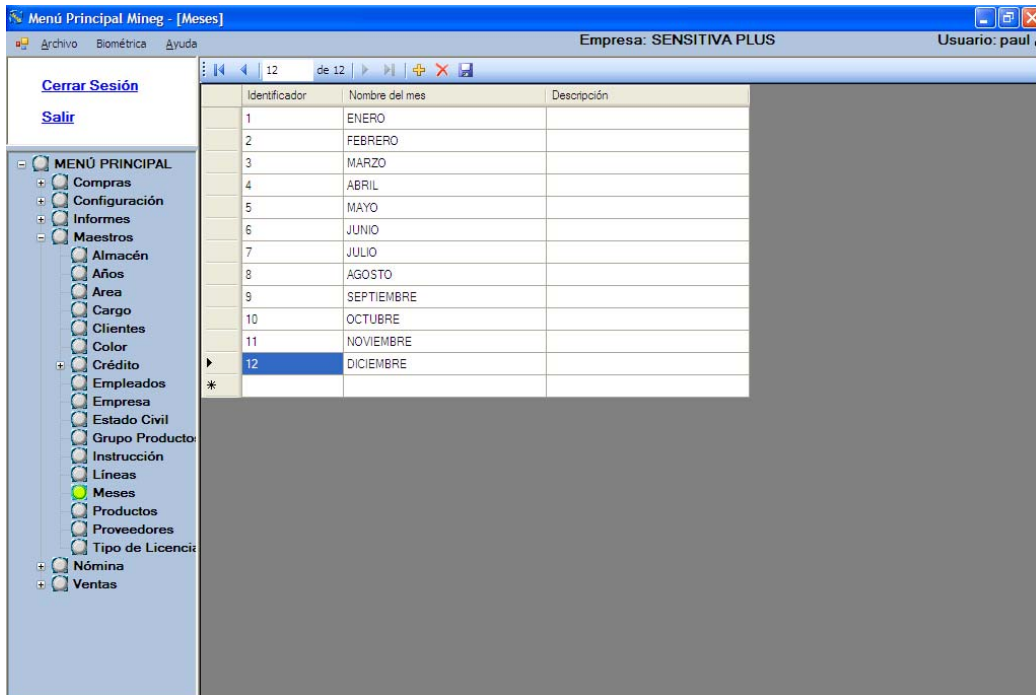 Menú Principal Mineg - [Meses]
Archivo Biométrica Ayuda
Empresa: SENSITIVA PLUS
Usuario: paul
Cerrar Sesión
Salir
MENÚ PRINCIPAL
Compras
Configuración
Informes
Maestros
Almacén
Años
Area
Cargo
Clientes
Color
Crédito
Empleados
Empresa
Estado Civil
Grupo Producto
Instrucción
Líneas
Meses
Productos
Proveedores
Tipo de Licencia
Nómina
Ventas
12 de 12
Identificador Nombre del mes Descripción
1 ENERO
2 FEBRERO
3 MARZO
4 ABRIL
5 MAYO
6 JUNIO
7 JULIO
8 AGOSTO
9 SEPTIEMBRE
10 OCTUBRE
11 NOVIEMBRE
12 DICIEMBRE